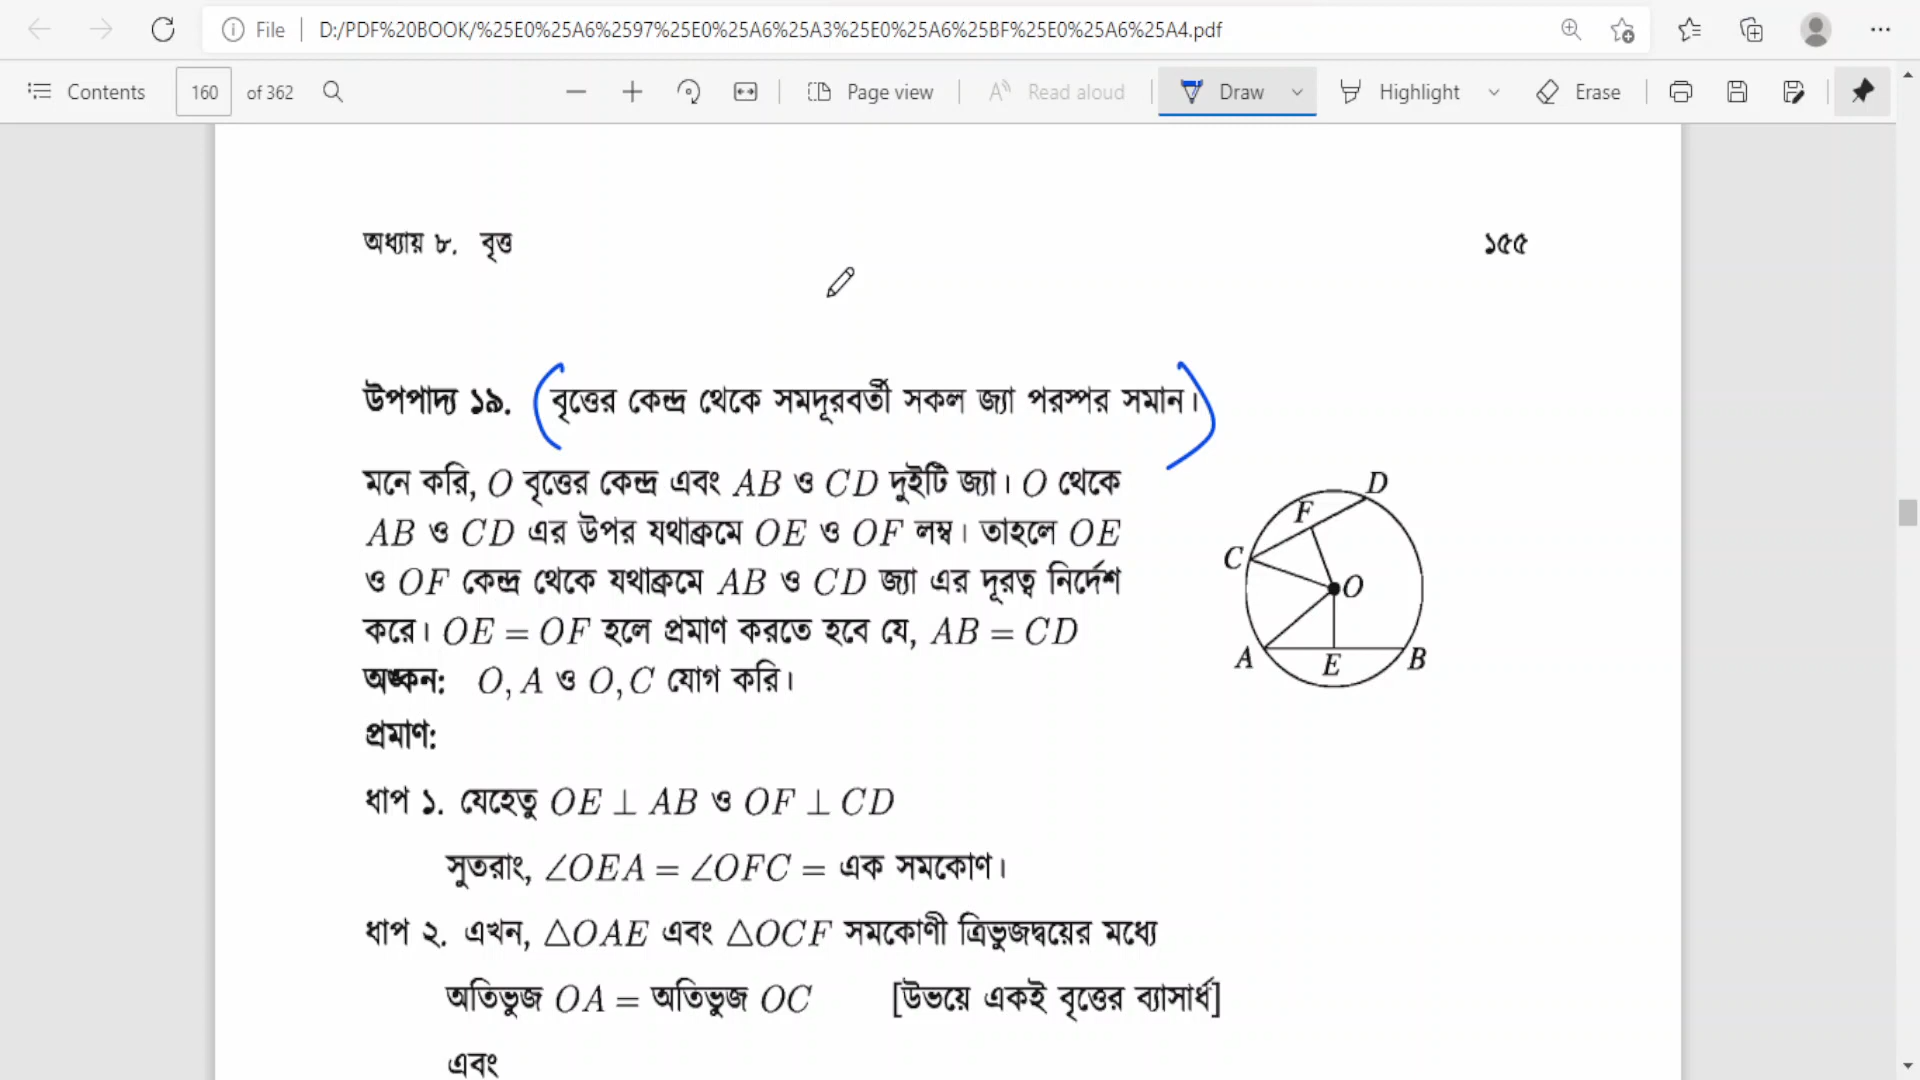 File D:/PDF%20BOOK/%25E0%25A6%2597%25E0%25A6%25A3%25E0%25A6%25BF%25E0%25A6%25A4.pdf
Contents 160 of 362 Page view Read aloud Draw Highlight Erase
অধ্যায় ৮. বৃত্ত ১৫৫
উপপাদ্য ১৯. বৃত্তের কেন্দ্র থেকে সমদূরবর্তী সকল জ্যা পরস্পর সমান।
মনে করি, O বৃত্তের কেন্দ্র এবং AB ও CD দুইটি জ্যা। O থেকে
AB ও CD এর উপর যথাক্রমে OE ও OF লম্ব। তাহলে OE
ও OF কেন্দ্র থেকে যথাক্রমে AB ও CD জ্যা এর দূরত্ব নির্দেশ
করে। OE = OF হলে প্রমাণ করতে হবে যে, AB = CD
অঙ্কন: O, A ও O, C যোগ করি।
D
F
C
O
A
E
B
প্রমাণ:
ধাপ ১. যেহেতু OE ⊥ AB ও OF ⊥ CD
সুতরাং, ∠OEA = ∠OFC = এক সমকোণ।
ধাপ ২. এখন, △OAE এবং △OCF সমকোণী ত্রিভুজদ্বয়ের মধ্যে
অতিভুজ OA = অতিভুজ OC [উভয়ে একই বৃত্তের ব্যাসার্ধ]
এবং